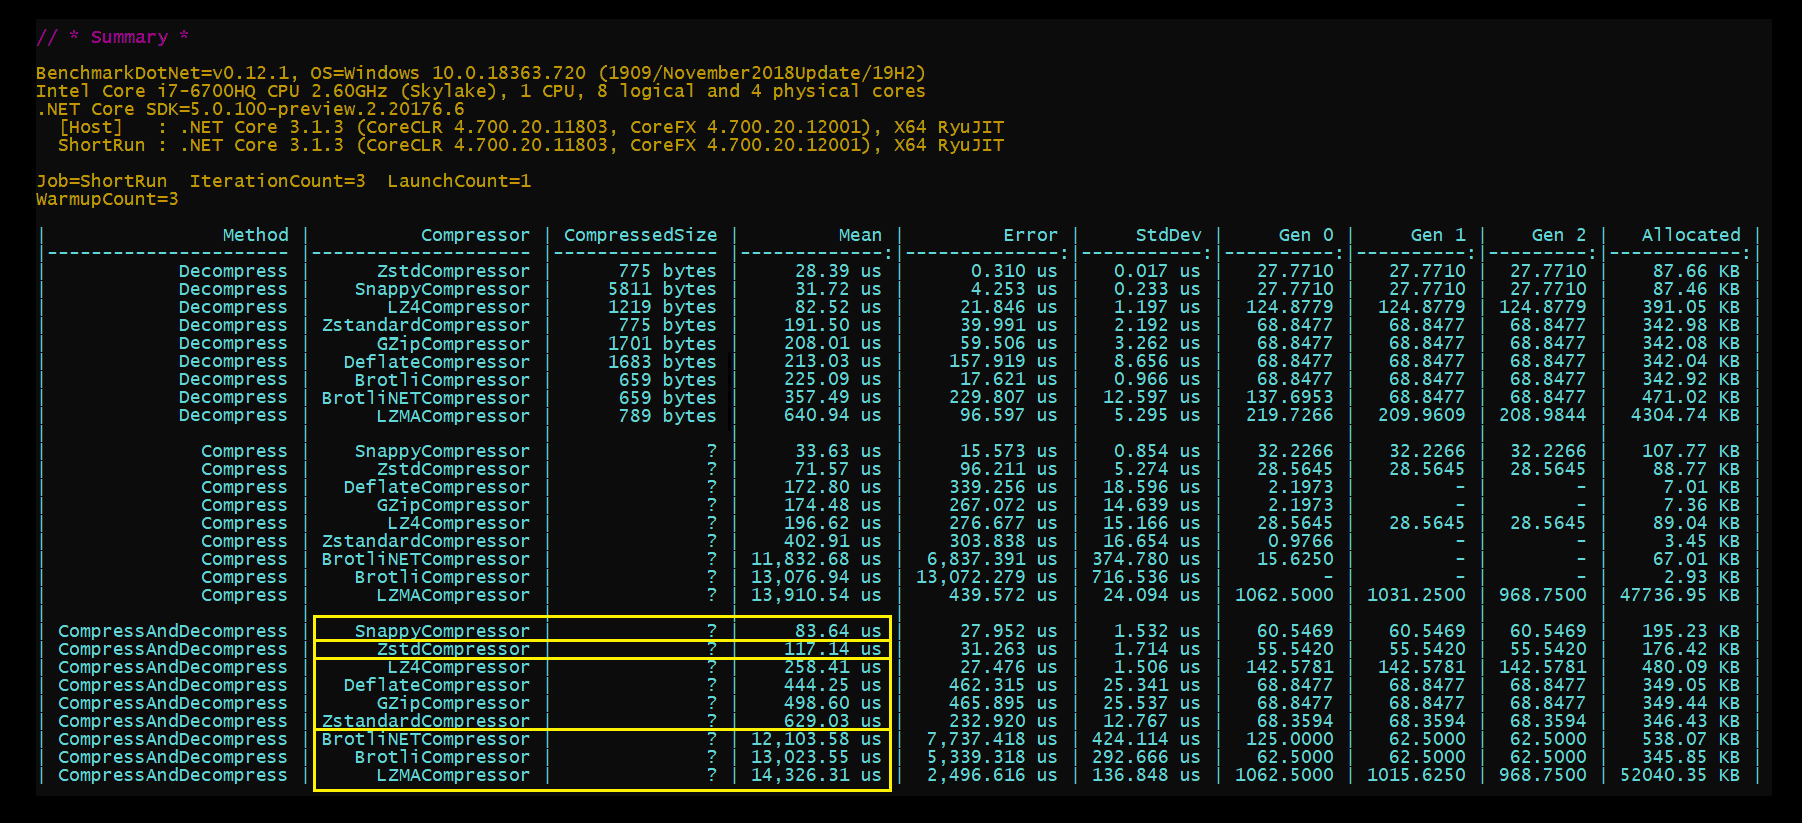 // * Summary *
BenchmarkDotNet=v0.12.1, OS=Windows 10.0.18363.720 (1909/November2018Update/19H2)
Intel Core i7-6700HQ CPU 2.60GHz (Skylake), 1 CPU, 8 logical and 4 physical cores
.NET Core SDK=5.0.100-preview.2.20176.6
[Host]   : .NET Core 3.1.3 (CoreCLR 4.700.20.11803, CoreFX 4.700.20.12001), X64 RyuJIT
ShortRun : .NET Core 3.1.3 (CoreCLR 4.700.20.11803, CoreFX 4.700.20.12001), X64 RyuJIT
Job=ShortRun  IterationCount=3  LaunchCount=1
WarmupCount=3
| Method | Compressor | CompressedSize | Mean | Error | StdDev | Gen 0 | Gen 1 | Gen 2 | Allocated |
|----------------------|--------------------|---------------|-------------:|--------------:|-----------:|----------:|----------:|---------:|------------:|
| Decompress | ZstdCompressor | 775 bytes | 28.39 us | 0.310 us | 0.017 us | 27.7710 | 27.7710 | 27.7710 | 87.66 KB |
| Decompress | SnappyCompressor | 5811 bytes | 31.72 us | 4.253 us | 0.233 us | 27.7710 | 27.7710 | 27.7710 | 87.46 KB |
| Decompress | LZ4Compressor | 1219 bytes | 82.52 us | 21.846 us | 1.197 us | 124.8779 | 124.8779 | 124.8779 | 391.05 KB |
| Decompress | ZstandardCompressor | 775 bytes | 191.50 us | 39.991 us | 2.192 us | 68.8477 | 68.8477 | 68.8477 | 342.98 KB |
| Decompress | GZipCompressor | 1701 bytes | 208.01 us | 59.506 us | 3.262 us | 68.8477 | 68.8477 | 68.8477 | 342.08 KB |
| Decompress | DeflateCompressor | 1683 bytes | 213.03 us | 157.919 us | 8.656 us | 68.8477 | 68.8477 | 68.8477 | 342.04 KB |
| Decompress | BrotliCompressor | 659 bytes | 225.09 us | 17.621 us | 0.966 us | 68.8477 | 68.8477 | 68.8477 | 342.92 KB |
| Decompress | BrotliNETCompressor | 659 bytes | 357.49 us | 229.807 us | 12.597 us | 137.6953 | 68.8477 | 68.8477 | 471.02 KB |
| Decompress | LZMACompressor | 789 bytes | 640.94 us | 96.597 us | 5.295 us | 219.7266 | 209.9609 | 208.9844 | 4304.74 KB |
| | | | | | | | | | |
| Compress | SnappyCompressor | ? | 33.63 us | 15.573 us | 0.854 us | 32.2266 | 32.2266 | 32.2266 | 107.77 KB |
| Compress | ZstdCompressor | ? | 71.57 us | 96.211 us | 5.274 us | 28.5645 | 28.5645 | 28.5645 | 88.77 KB |
| Compress | DeflateCompressor | ? | 172.80 us | 339.256 us | 18.596 us | 2.1973 | - | - | 7.01 KB |
| Compress | GZipCompressor | ? | 174.48 us | 267.072 us | 14.639 us | 2.1973 | - | - | 7.36 KB |
| Compress | LZ4Compressor | ? | 196.62 us | 276.677 us | 15.166 us | 28.5645 | 28.5645 | 28.5645 | 89.04 KB |
| Compress | ZstandardCompressor | ? | 402.91 us | 303.838 us | 16.654 us | 0.9766 | - | - | 3.45 KB |
| Compress | BrotliNETCompressor | ? | 11,832.68 us | 6,837.391 us | 374.780 us | 15.6250 | - | - | 67.01 KB |
| Compress | BrotliCompressor | ? | 13,076.94 us | 13,072.279 us | 716.536 us | - | - | - | 2.93 KB |
| Compress | LZMACompressor | ? | 13,910.54 us | 439.572 us | 24.094 us | 1062.5000 | 1031.2500 | 968.7500 | 47736.95 KB |
| | | | | | | | | | |
| CompressAndDecompress | SnappyCompressor | ? | 83.64 us | 27.952 us | 1.532 us | 60.5469 | 60.5469 | 60.5469 | 195.23 KB |
| CompressAndDecompress | ZstdCompressor | ? | 117.14 us | 31.263 us | 1.714 us | 55.5420 | 55.5420 | 55.5420 | 176.42 KB |
| CompressAndDecompress | LZ4Compressor | ? | 258.41 us | 27.476 us | 1.506 us | 142.5781 | 142.5781 | 142.5781 | 480.09 KB |
| CompressAndDecompress | DeflateCompressor | ? | 444.25 us | 462.315 us | 25.341 us | 68.8477 | 68.8477 | 68.8477 | 349.05 KB |
| CompressAndDecompress | GZipCompressor | ? | 498.60 us | 465.895 us | 25.537 us | 68.8477 | 68.8477 | 68.8477 | 349.44 KB |
| CompressAndDecompress | ZstandardCompressor | ? | 629.03 us | 232.920 us | 12.767 us | 68.3594 | 68.3594 | 68.3594 | 346.43 KB |
| CompressAndDecompress | BrotliNETCompressor | ? | 12,103.58 us | 7,737.418 us | 424.114 us | 125.0000 | 62.5000 | 62.5000 | 538.07 KB |
| CompressAndDecompress | BrotliCompressor | ? | 13,023.55 us | 5,339.318 us | 292.666 us | 62.5000 | 62.5000 | 62.5000 | 345.85 KB |
| CompressAndDecompress | LZMACompressor | ? | 14,326.31 us | 2,496.616 us | 136.848 us | 1062.5000 | 1015.6250 | 968.7500 | 52040.35 KB |